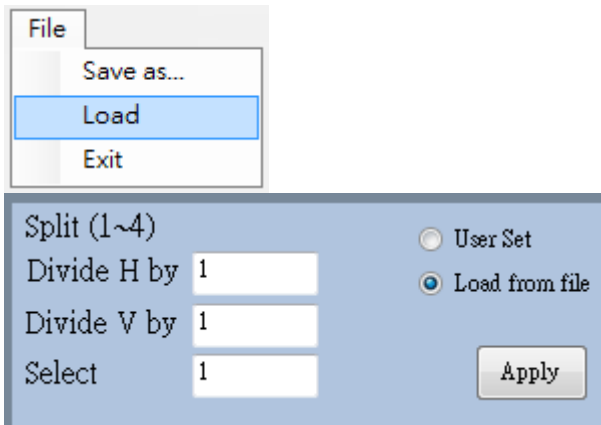 File
Save as...
Load
Exit
Split (1~4)
Divide H by 1
Divide V by 1
Select 1
User Set
Load from file
Apply